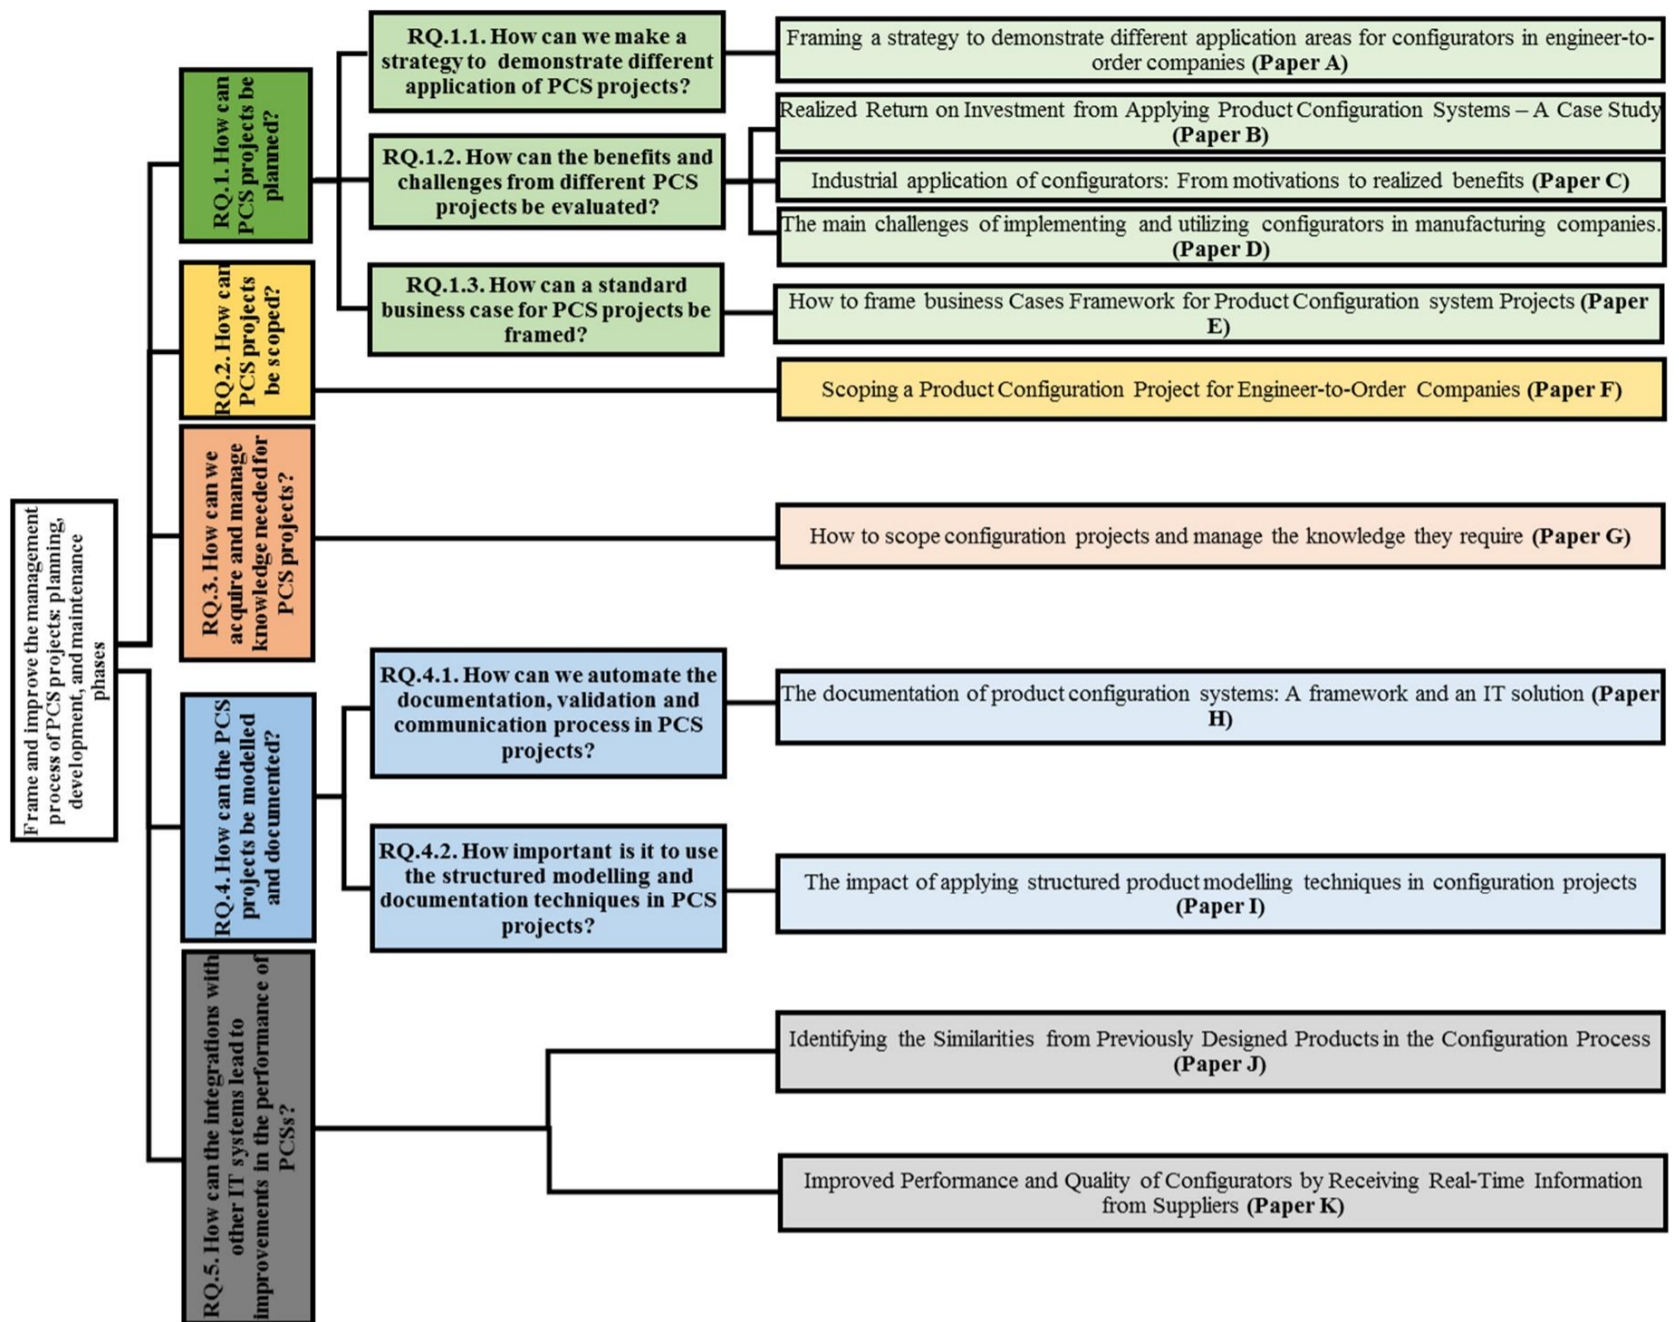 Frame and improve the management
process of PCS projects: planning,
development, and maintenance
phases
RQ.1. How can
PCS projects be
planned?
RQ.1.1. How can we make a
strategy to demonstrate different
application of PCS projects?
Framing a strategy to demonstrate different application areas for configurators in engineer-to-
order companies (Paper A)
RQ.1.2. How can the benefits and
challenges from different PCS
projects be evaluated?
Realized Return on Investment from Applying Product Configuration Systems – A Case Study
(Paper B)
Industrial application of configurators: From motivations to realized benefits (Paper C)
The main challenges of implementing and utilizing configurators in manufacturing companies.
(Paper D)
RQ.1.3. How can a standard
business case for PCS projects be
framed?
How to frame business Cases Framework for Product Configuration system Projects (Paper
E)
RQ.2. How can
PCS projects
be scoped?
Scoping a Product Configuration Project for Engineer-to-Order Companies (Paper F)
RQ.3. How can we
acquire and manage
knowledge needed for
PCS projects?
How to scope configuration projects and manage the knowledge they require (Paper G)
RQ.4. How can the PCS
projects be modelled
and documented?
RQ.4.1. How can we automate the
documentation, validation and
communication process in PCS
projects?
The documentation of product configuration systems: A framework and an IT solution (Paper
H)
RQ.4.2. How important is it to use
the structured modelling and
documentation techniques in PCS
projects?
The impact of applying structured product modelling techniques in configuration projects
(Paper I)
RQ.5. How can the integrations with
other IT systems lead to
improvements in the performance of
PCSs?
Identifying the Similarities from Previously Designed Products in the Configuration Process
(Paper J)
Improved Performance and Quality of Configurators by Receiving Real-Time Information
from Suppliers (Paper K)